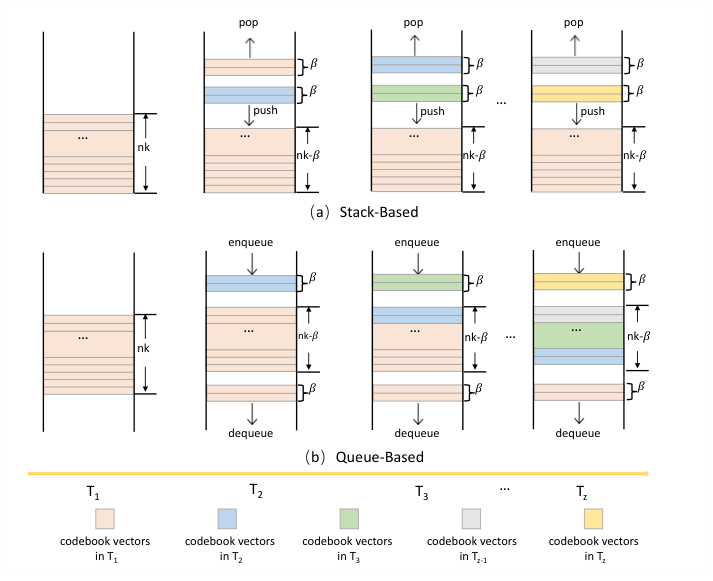 pop pop pop
β β β
β β β
push push push
...
... ... ... ...
nk nk-β nk-β nk-β
(a) Stack-Based
enqueue enqueue enqueue
β β β
... ... ... ...
nk nk-β nk-β ... nk-β
β β β
dequeue dequeue dequeue
(b) Queue-Based
T1 T2 T3 ... Tz
codebook vectors codebook vectors codebook vectors codebook vectors codebook vectors
in T1 in T2 in T3 in Tz-1 in Tz